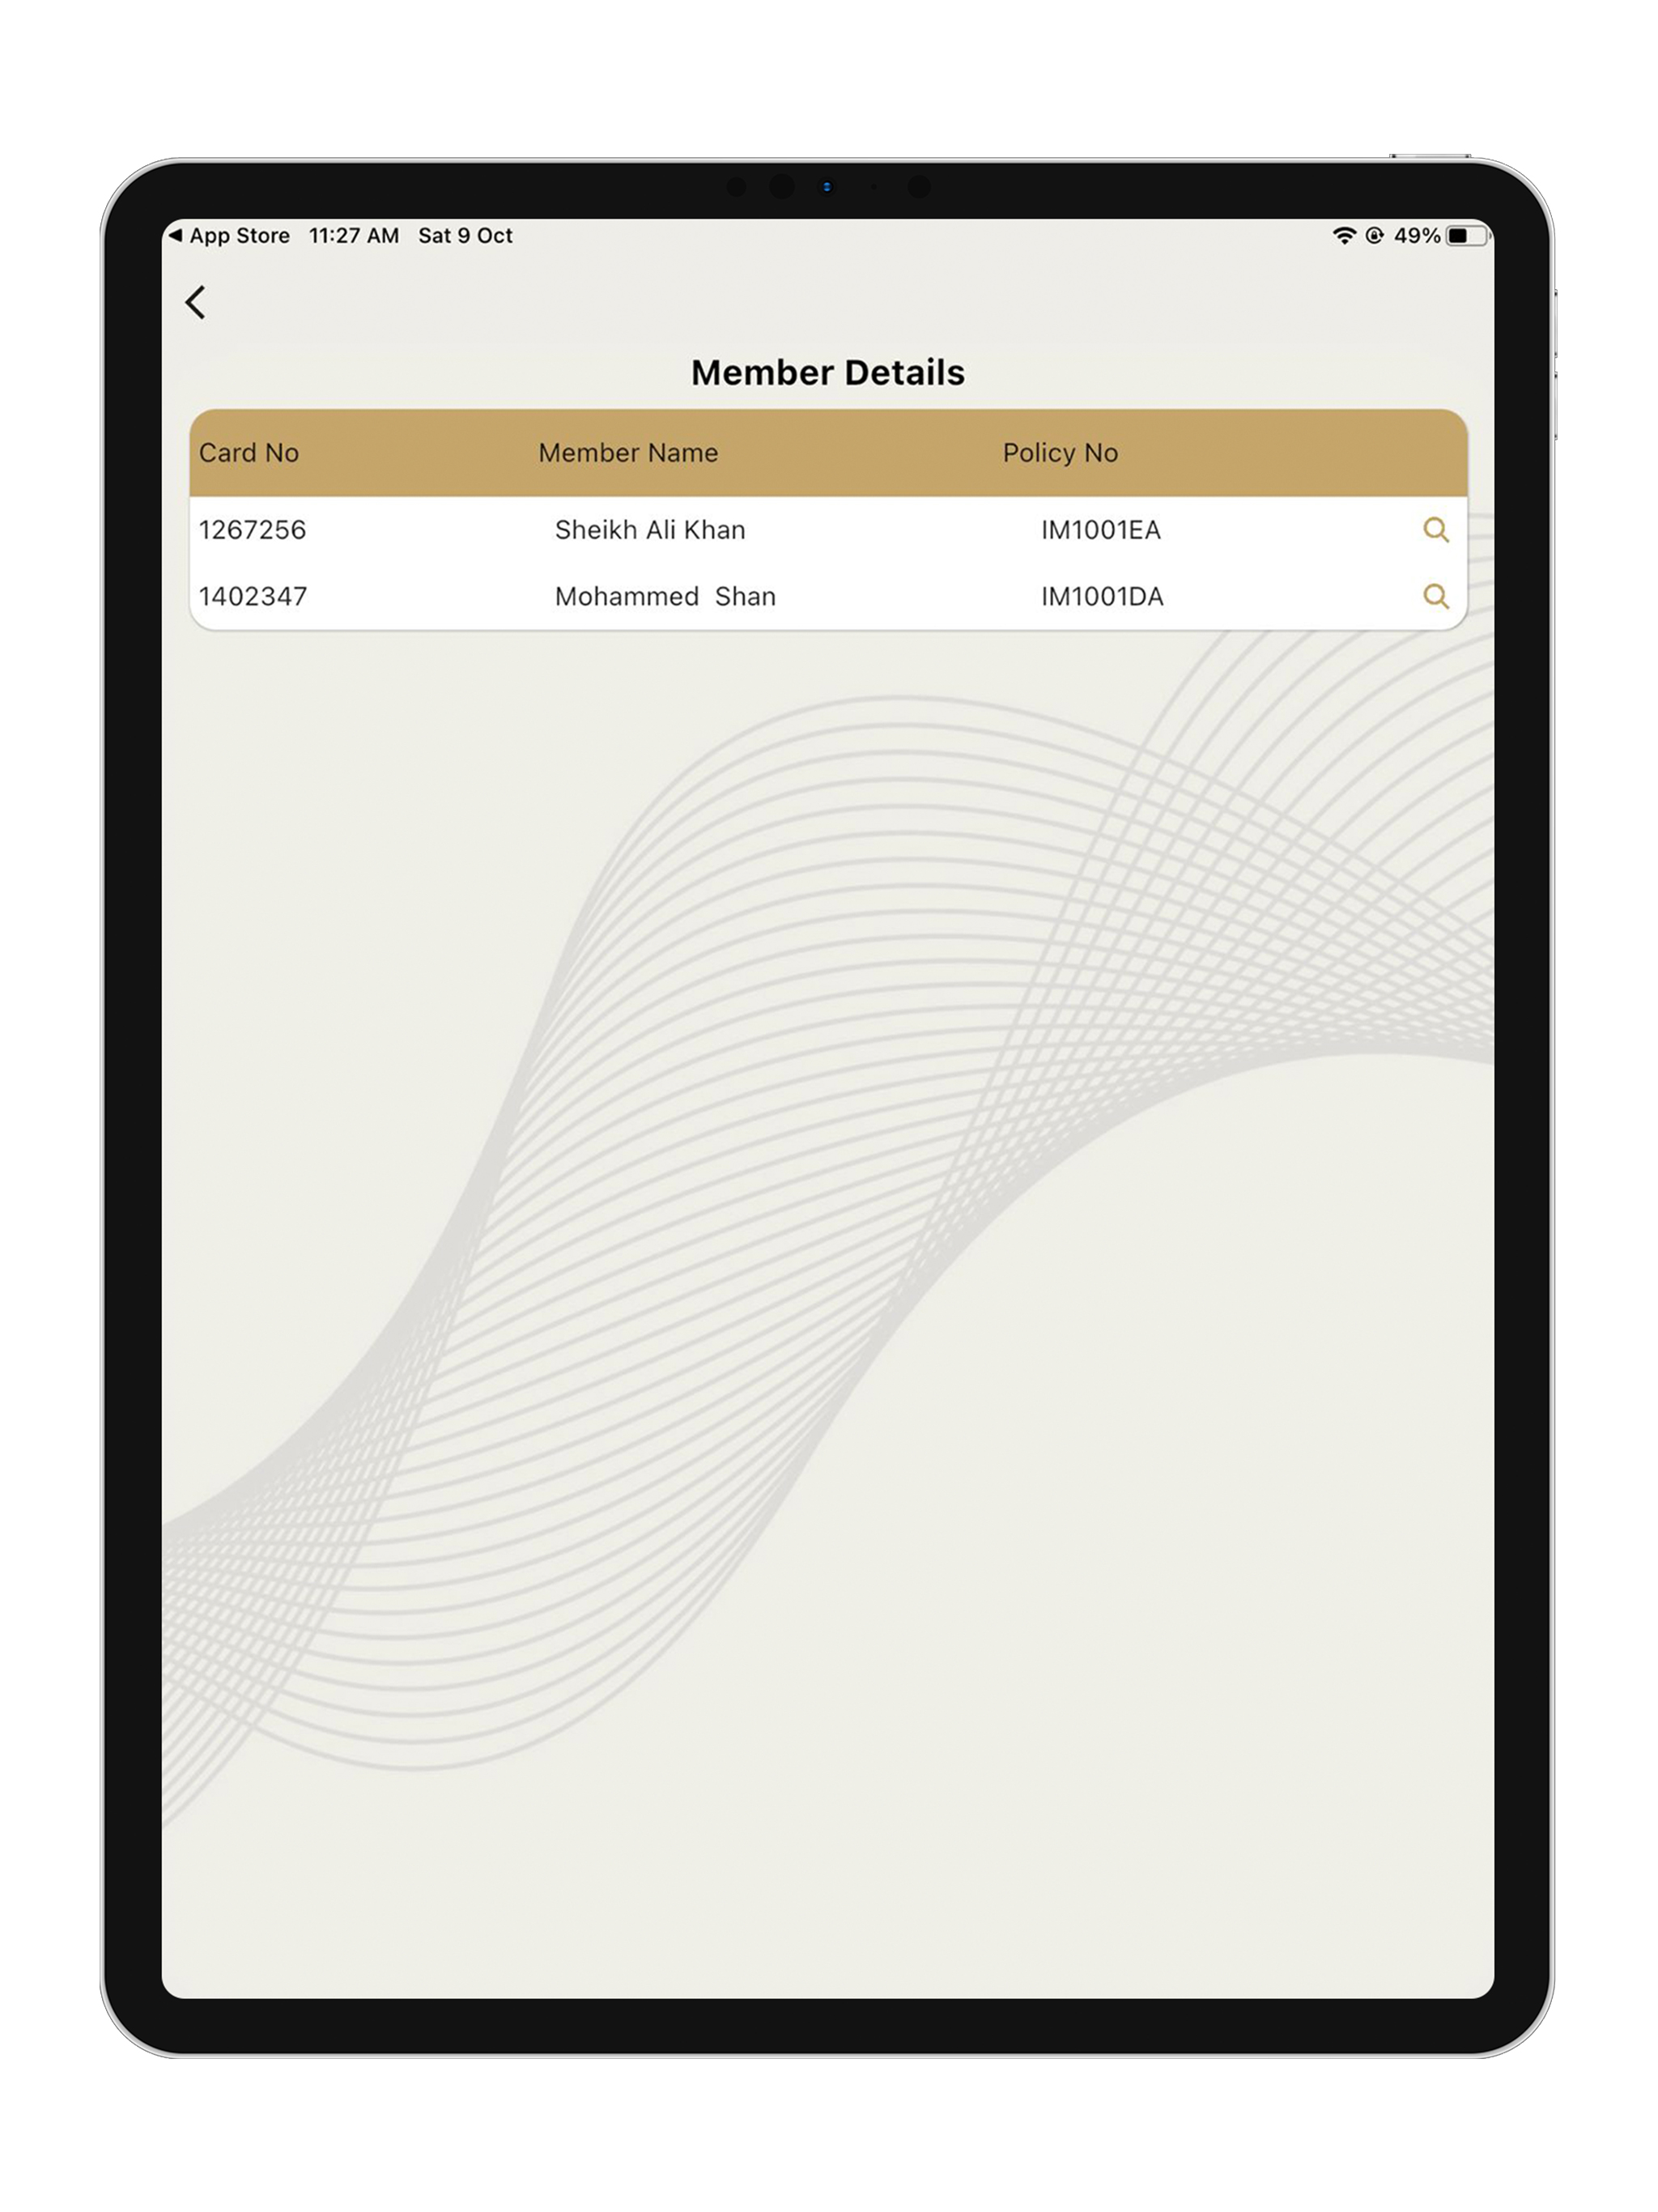 App Store 11:27 AM Sat 9 Oct 49%
Member Details
Card No Member Name Policy No
1267256 Sheikh Ali Khan IM1001EA
1402347 Mohammed  Shan IM1001DA